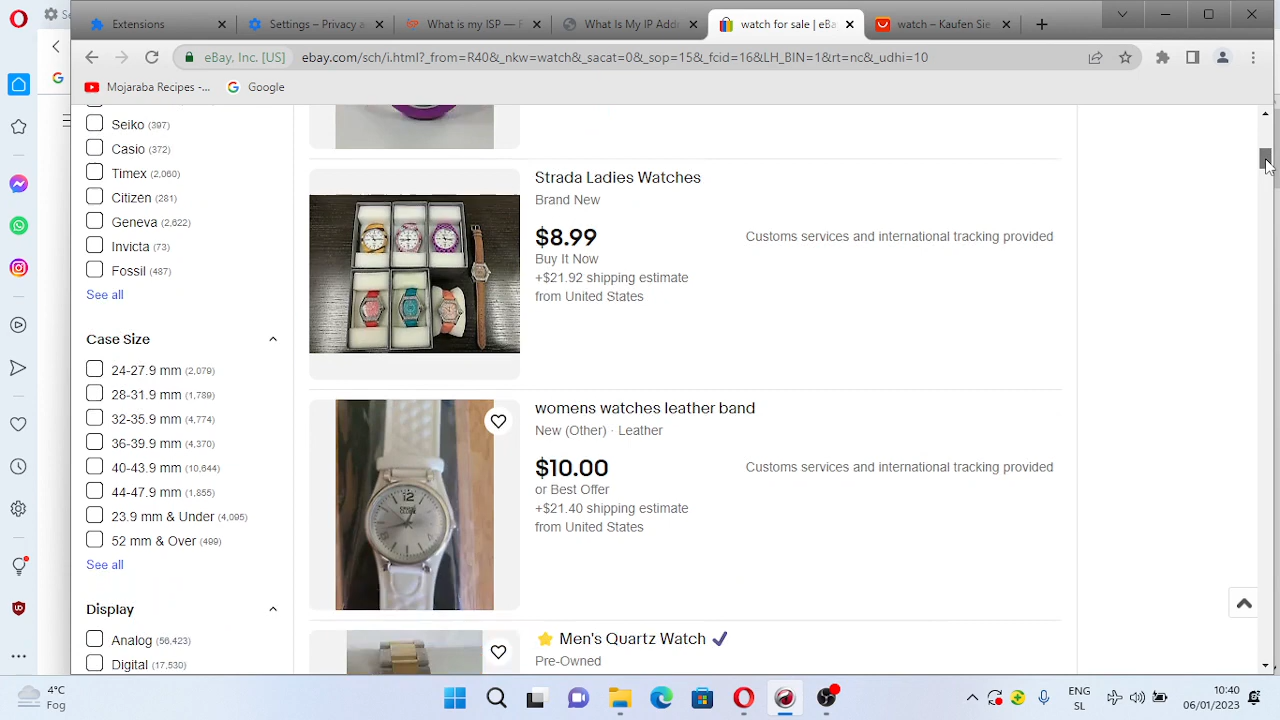 Extensions
Settings – Privacy a
What is my ISP — F
What Is My IP Addr
watch for sale | eBa
watch – Kaufen Sie
eBay, Inc. [US]
ebay.com/sch/i.html?_from=R40&_nkw=watch&_sacat=0&_sop=15&_fcid=16&LH_BIN=1&rt=nc&_udhi=10
Mojaraba Recipes -...
Google
Seiko (397)
Casio (372)
Timex (2,060)
Citizen (281)
Geneva (2,622)
Invicta (73)
Fossil (487)
See all
Case Size
24-27.9 mm (2,079)
28-31.9 mm (1,789)
32-35.9 mm (4,774)
36-39.9 mm (4,370)
40-43.9 mm (10,644)
44-47.9 mm (1,855)
23.9 mm & Under (4,095)
52 mm & Over (499)
See all
Display
Analog (56,423)
Digital (17,530)
Strada Ladies Watches
Brand New
$8.99
Customs services and international tracking provided
Buy It Now
+$21.92 shipping estimate
from United States
womens watches leather band
New (Other) · Leather
$10.00
Customs services and international tracking provided
or Best Offer
+$21.40 shipping estimate
from United States
Men's Quartz Watch
Pre-Owned
4°C
Fog
ENG
SL
10:40
06/01/2023